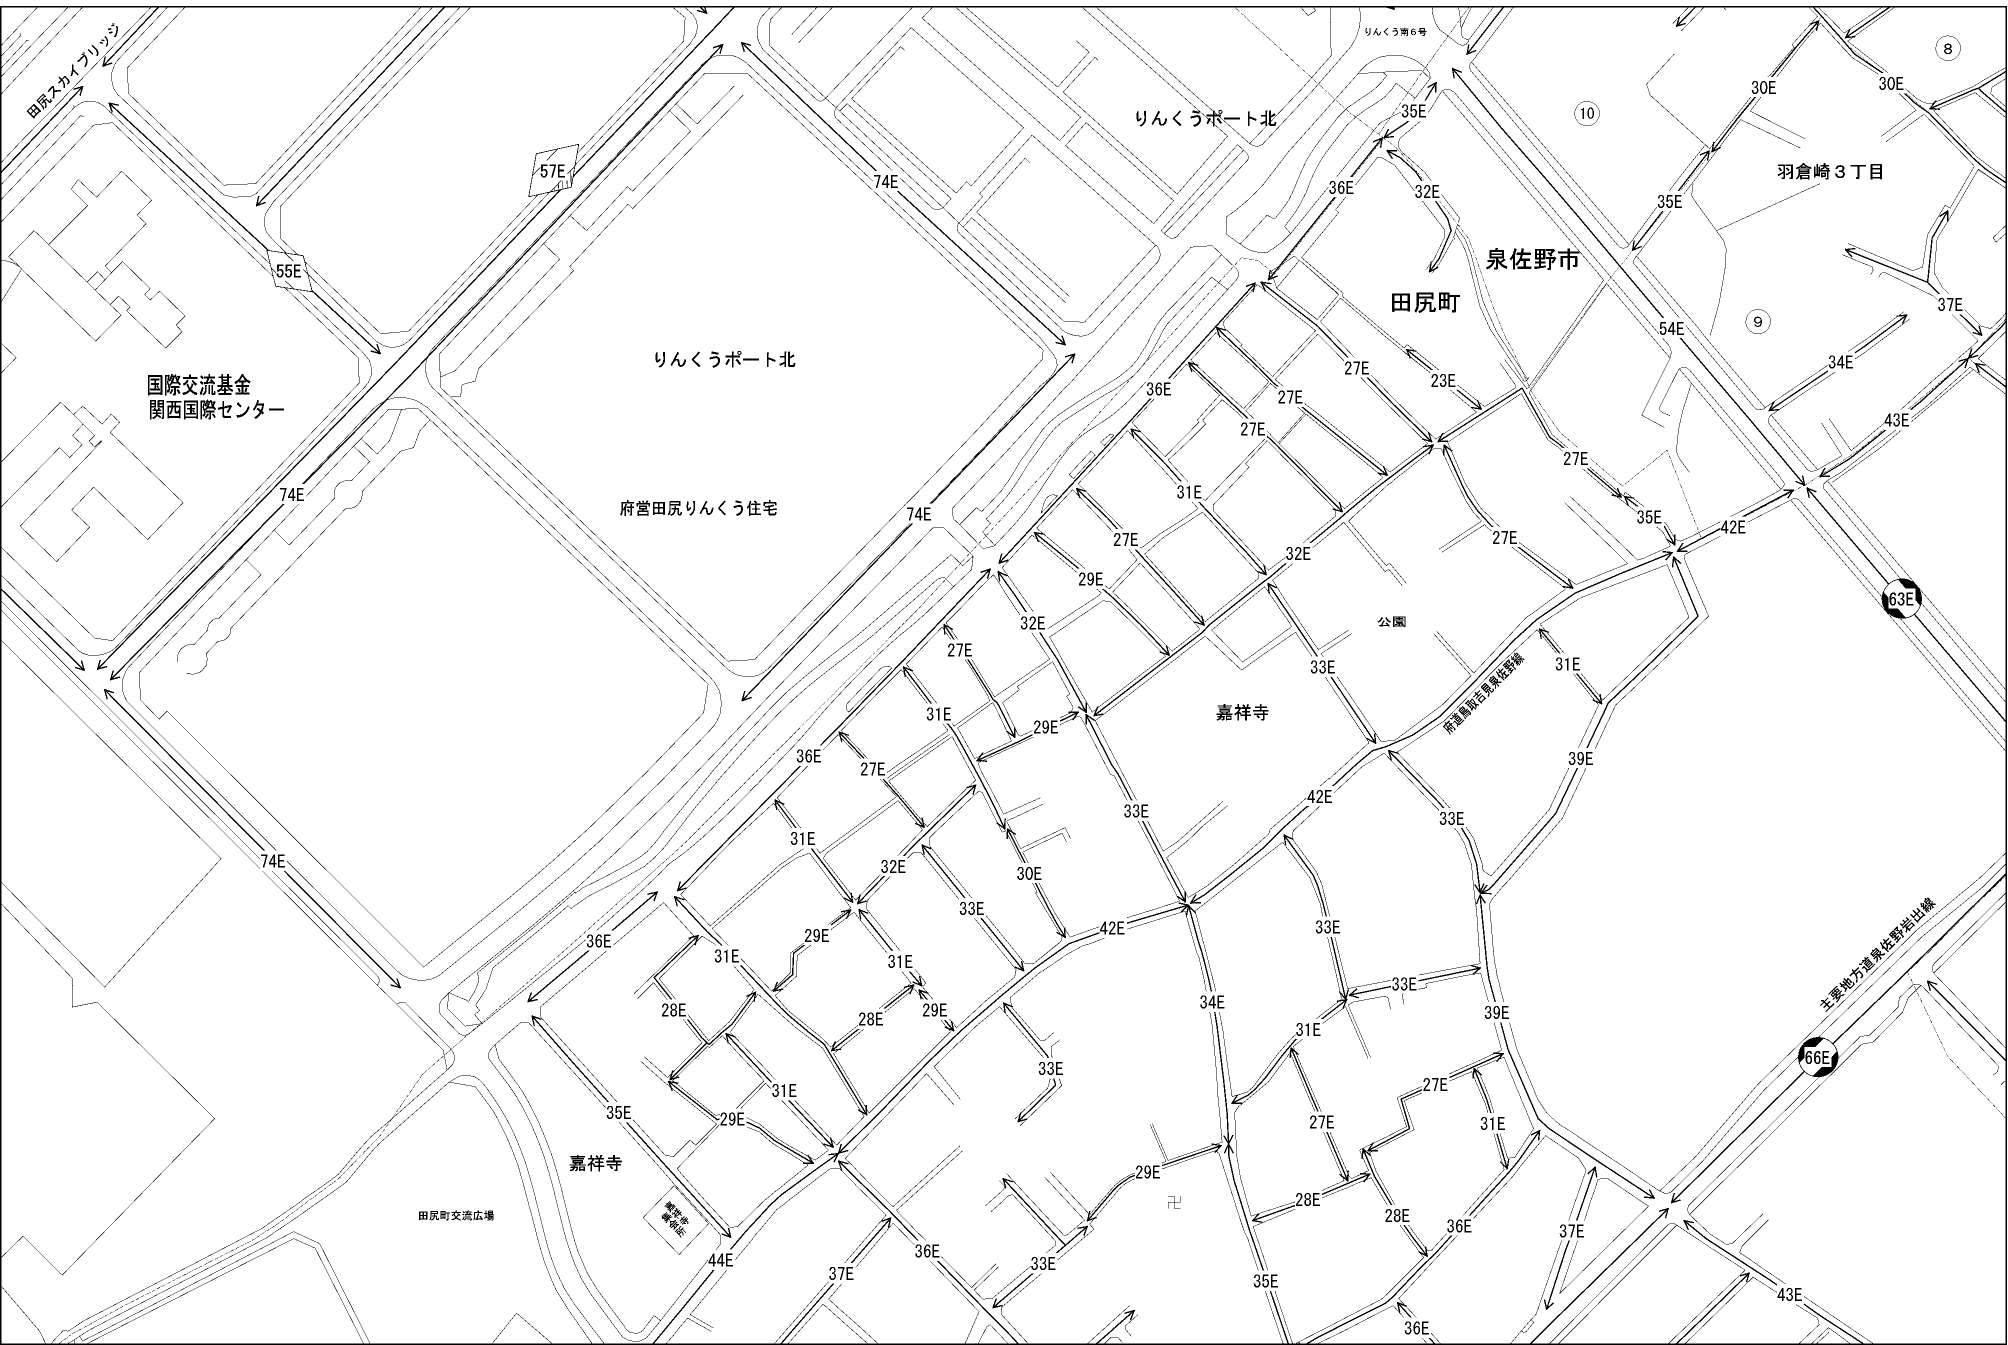 りんくう南6号
⑧
田尻スカイブリッジ
30E
30E
35E
⑩
りんくうポート北
57E
羽倉崎３丁目
74E
36E
32E
35E
泉佐野市
55E
田尻町
37E
⑨
54E
りんくうポート北
34E
27E
23E
国際交流基金
関西国際センター
36E
27E
43E
27E
27E
31E
74E
府営田尻りんくう住宅
74E
35E
42E
27E
27E
32E
29E
63E
公園
32E
27E
31E
33E
府道鳥取吉見泉佐野線
嘉祥寺
31E
29E
36E
39E
27E
42E
33E
33E
31E
74E
32E
30E
33E
主要地方道泉佐野岩出線
33E
42E
29E
36E
31E
31E
33E
34E
28E
39E
28E
29E
31E
66E
33E
27E
31E
35E
29E
27E
31E
嘉祥寺
29E
卍
28E
田尻町交流広場
嘉祥寺
集会所
28E
36E
37E
36E
44E
33E
37E
35E
43E
36E